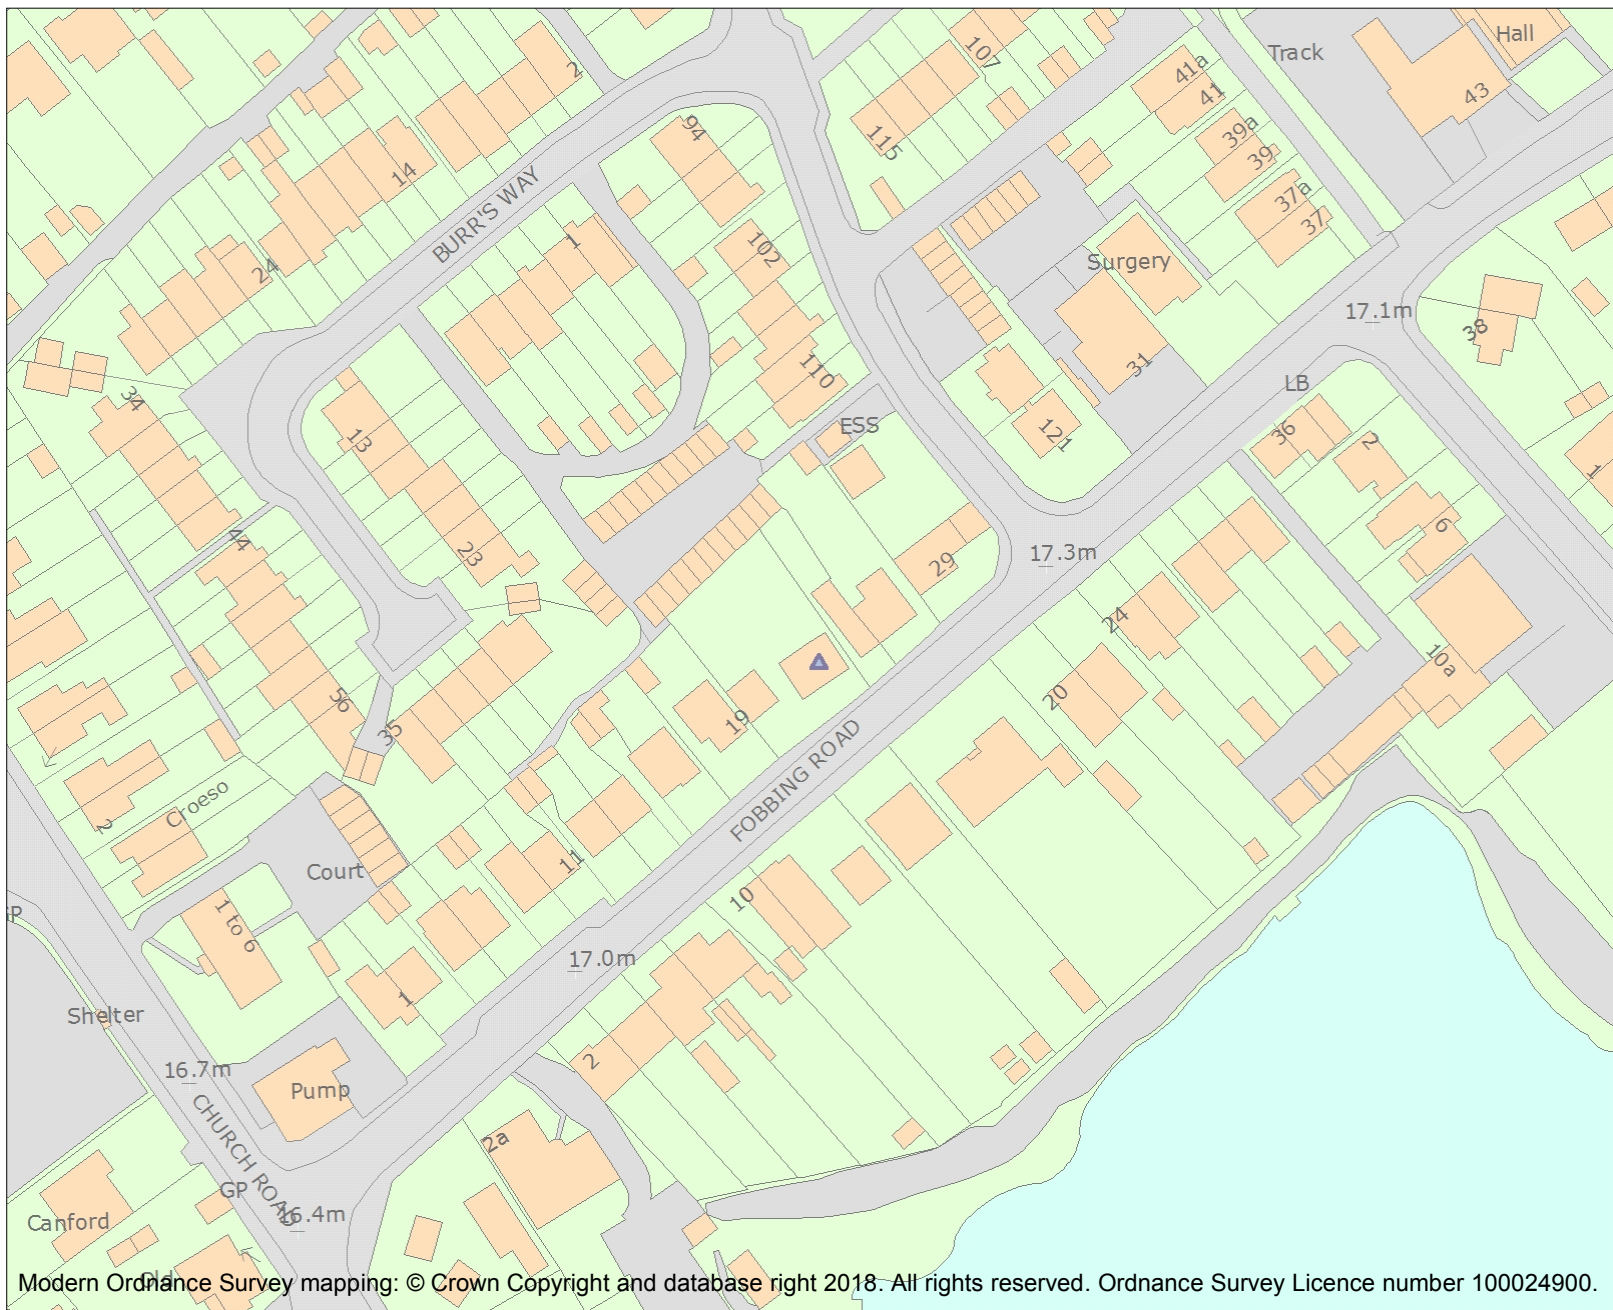 Hall
Track
107
41a
41
43
2
94
115
39a
39
14
37a
37
BURR'S WAY
1
102
24
Surgery
17.1m
38
110
31
LB
34
13
ESS
121
36
2
1
44
23
6
17.3m
29
24
10a
56
35
19
20
FOBBING ROAD
Croeso
2
11
Court
10
1 to 6
17.0m
1
Shelter
16.7m
Pump
2
CHURCH ROAD
2a
GP
16.4m
Canford
Old
Modern Ordnance Survey mapping: © Crown Copyright and database right 2018. All rights reserved. Ordnance Survey Licence number 100024900.